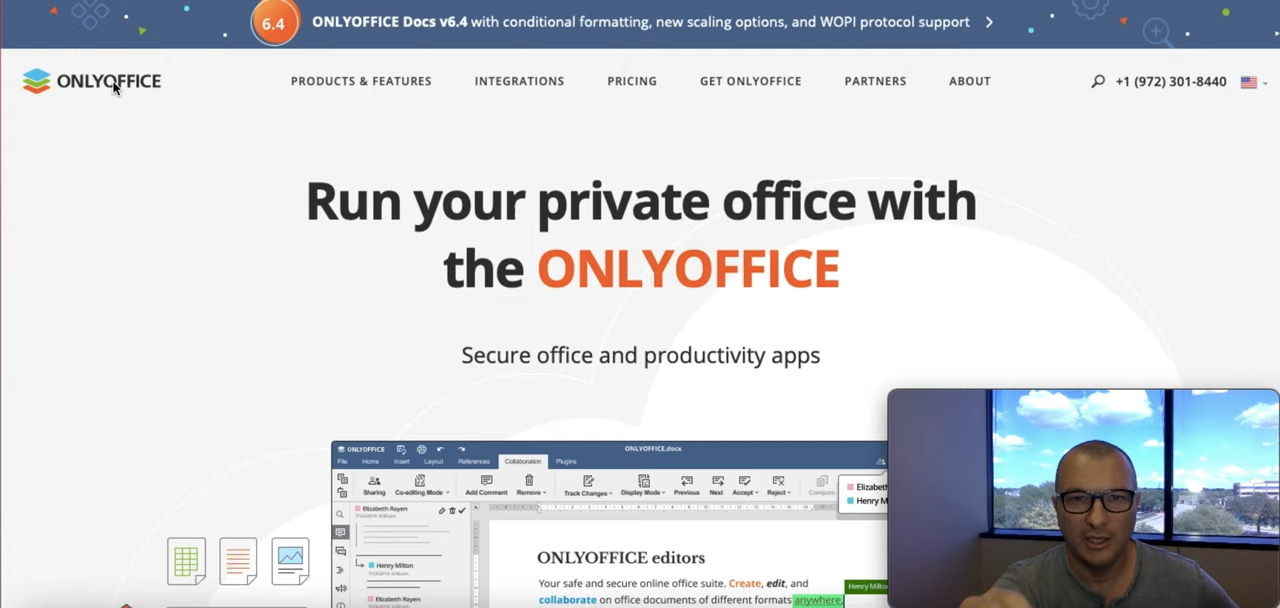 6.4
ONLYOFFICE Docs v6.4 with conditional formatting, new scaling options, and WOPI protocol support
ONLYOFFICE
PRODUCTS & FEATURES
INTEGRATIONS
PRICING
GET ONLYOFFICE
PARTNERS
ABOUT
+1 (972) 301-8440
Run your private office with
the ONLYOFFICE
Secure office and productivity apps
ONLYOFFICE
ONLYOFFICE.docx
File Home Insert Layout References Collaboration Plugins
Sharing Co-editing Mode Add Comment Remove Track Changes Display Mode Previous Next Accept Reject Compare
Elizabeth
Henry M
Elizabeth Rayen
Henry Milton
Elizabeth Rayen
ONLYOFFICE editors
Your safe and secure online office suite. Create, edit, and
Henry Milton
collaborate on office documents of different formats anywhere,